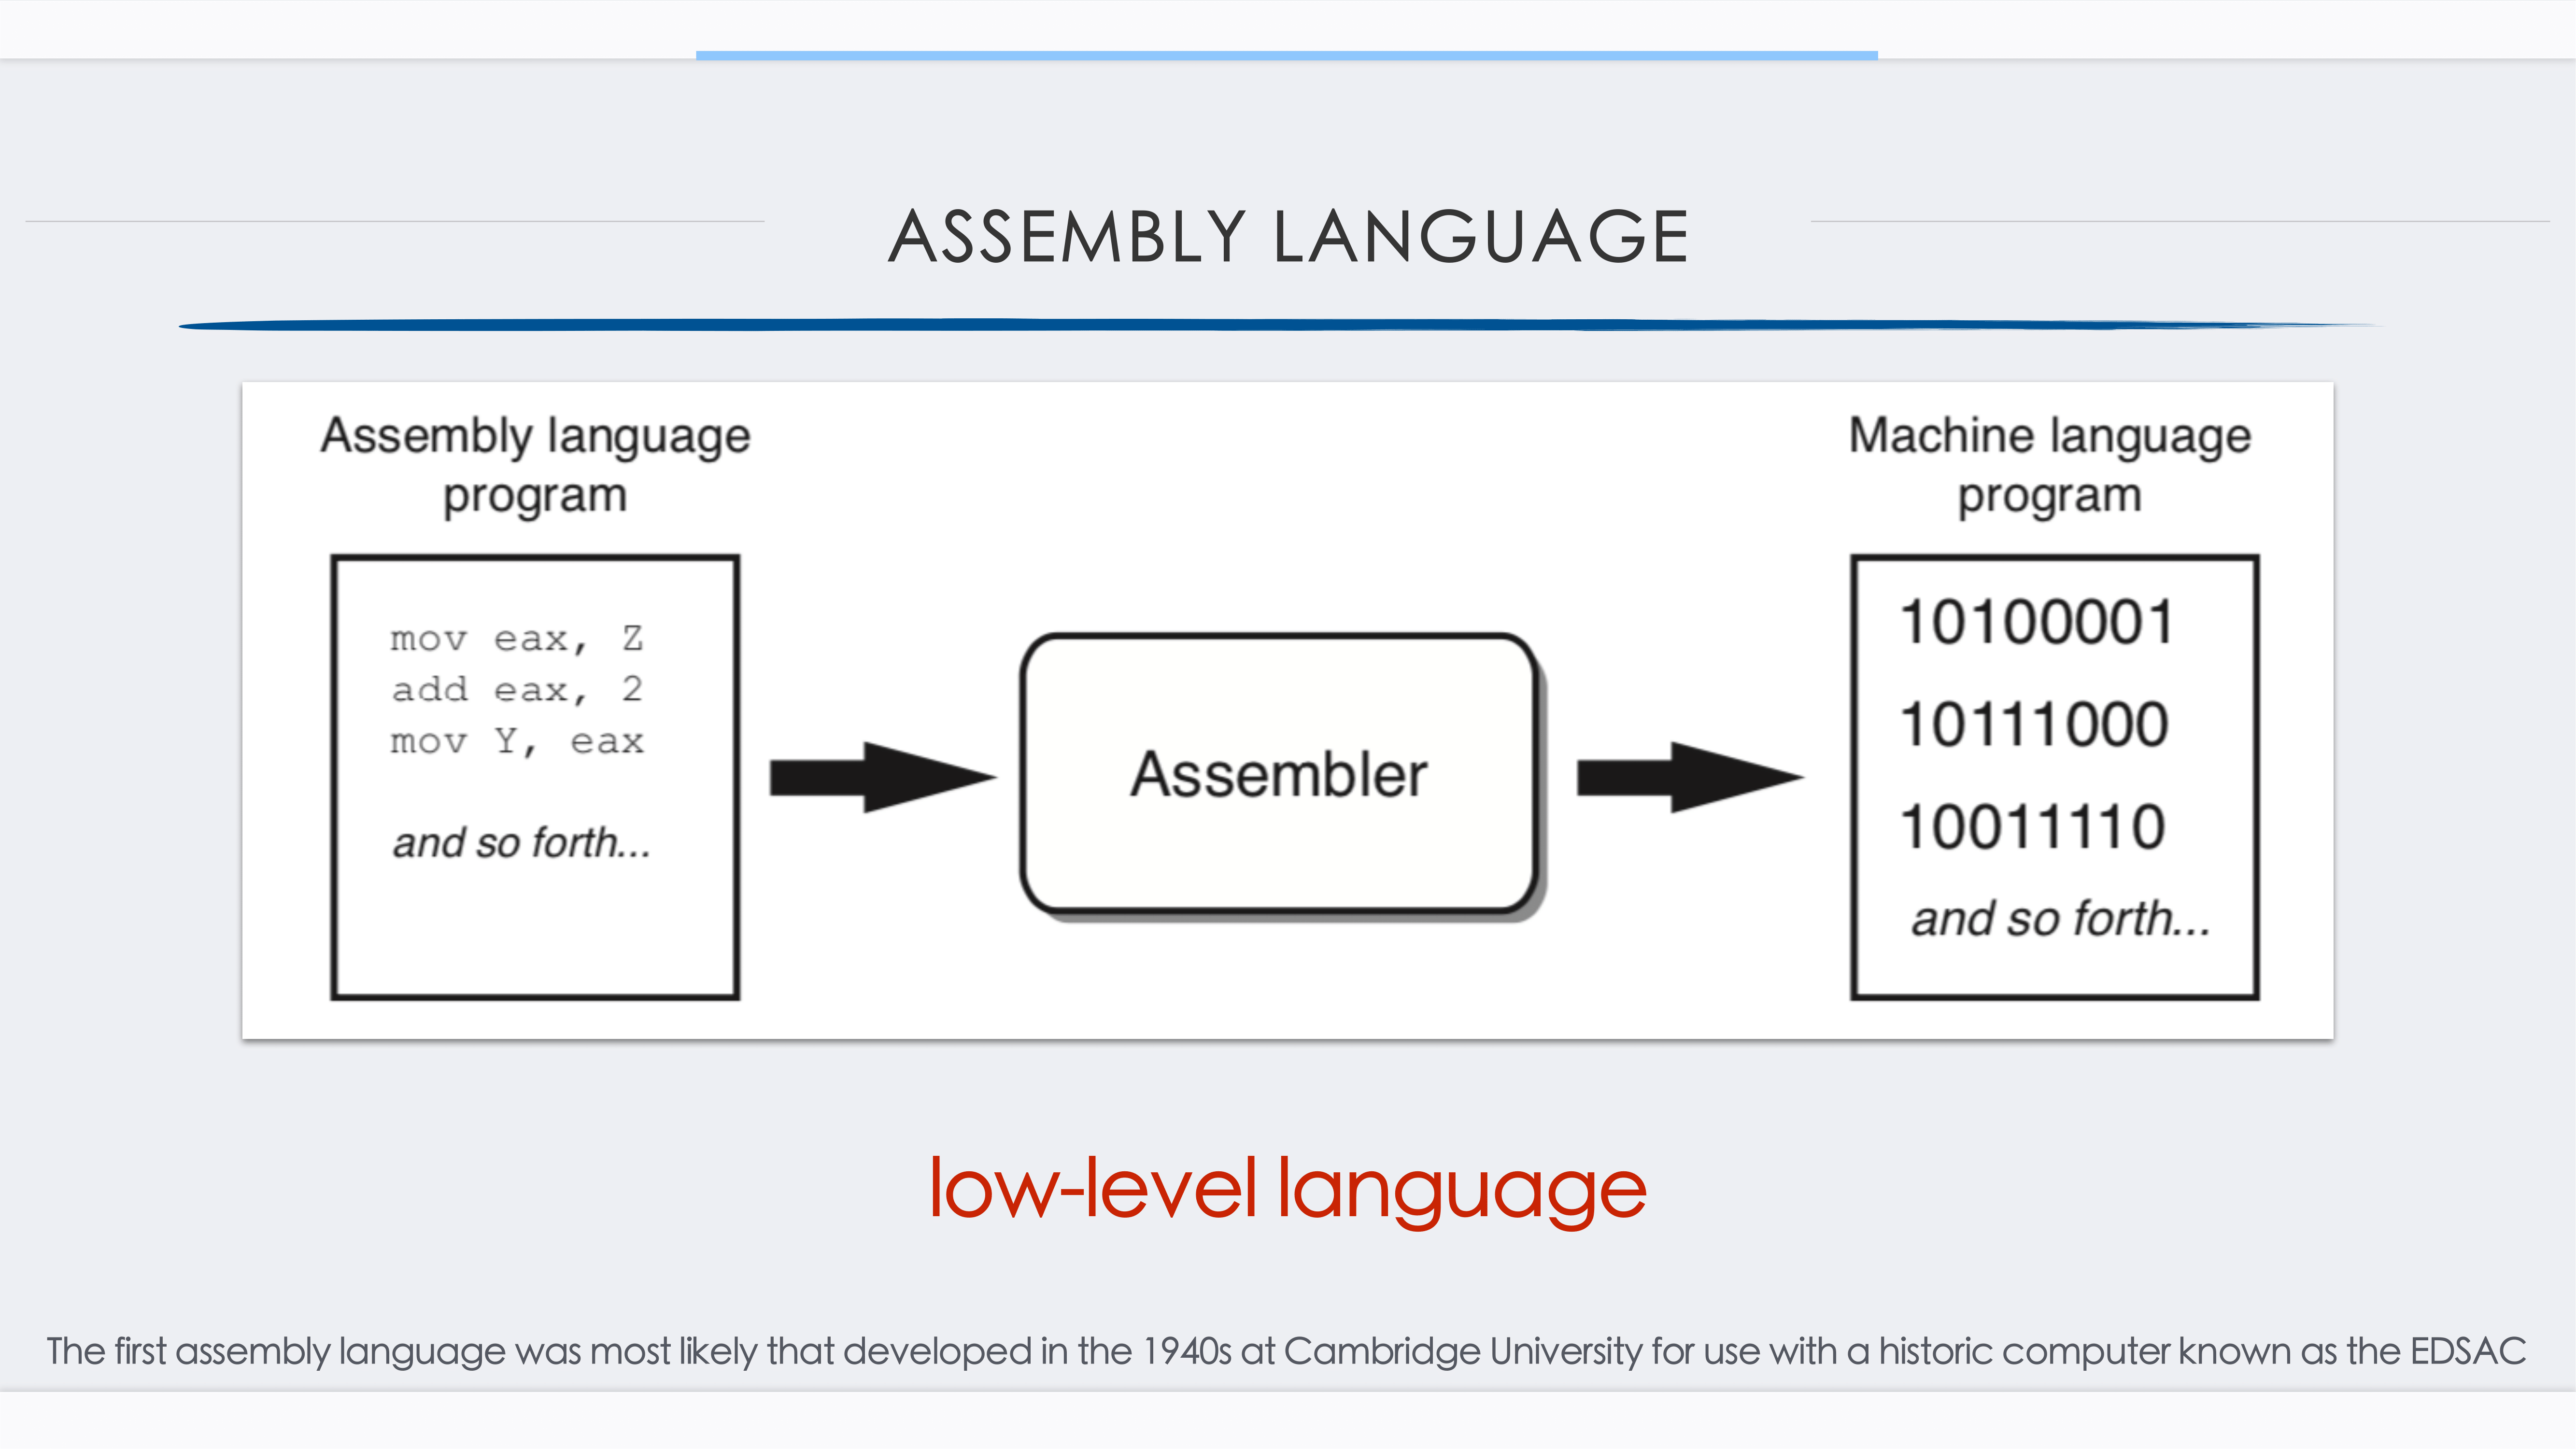 ASSEMBLY LANGUAGE
Assembly language
program
mov eax, Z
add eax, 2
mov Y, eax
and so forth...
Assembler
Machine language
program
10100001
10111000
10011110
and so forth...
low-level language
The first assembly language was most likely that developed in the 1940s at Cambridge University for use with a historic computer known as the EDSAC